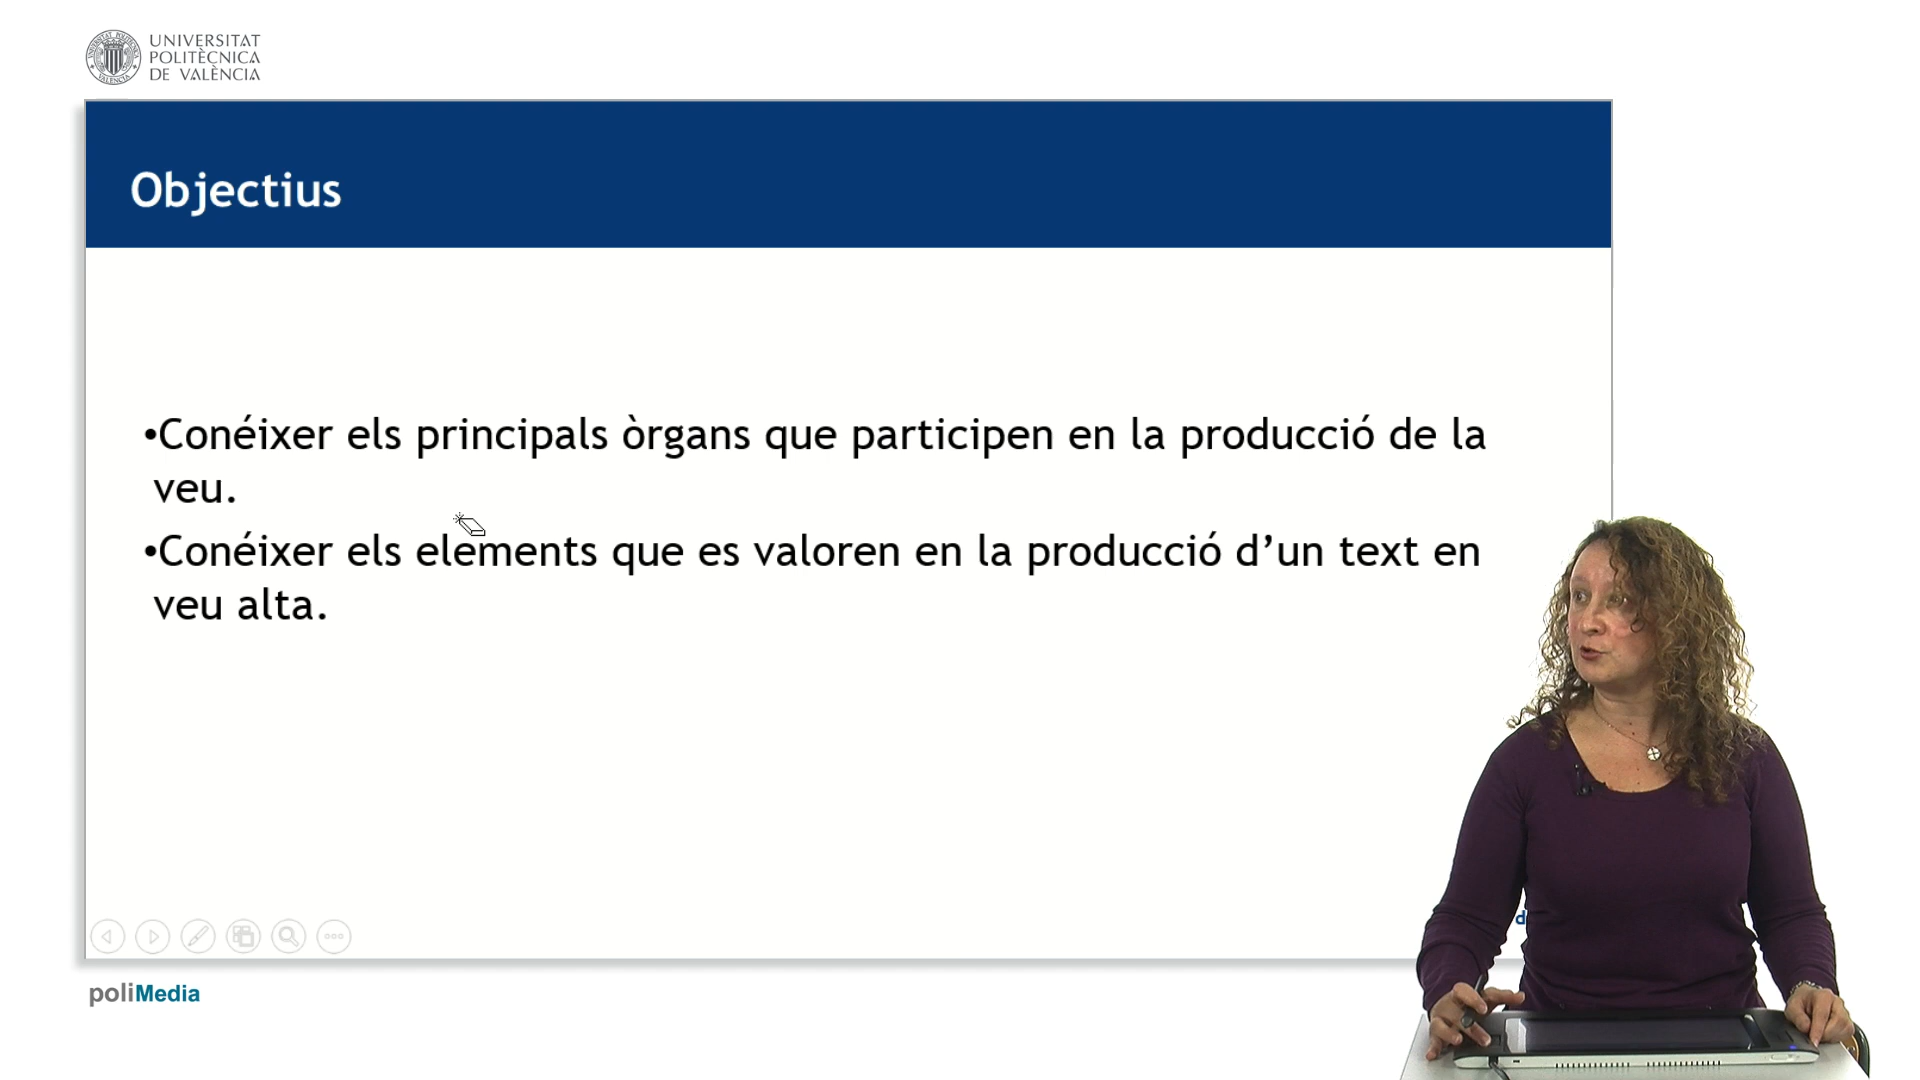 UNIVERSITAT
POLITÈCNICA
DE VALÈNCIA
Objectius
•Conéixer els principals òrgans que participen en la producció de la
veu.
•Conéixer els elements que es valoren en la producció d’un text en
veu alta.
poliMedia